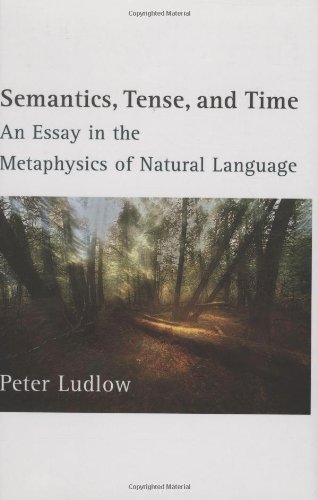 Copyrighted Material
Semantics, Tense, and Time
An Essay in the
Metaphysics of Natural Language
Peter Ludlow
Copyrighted Material